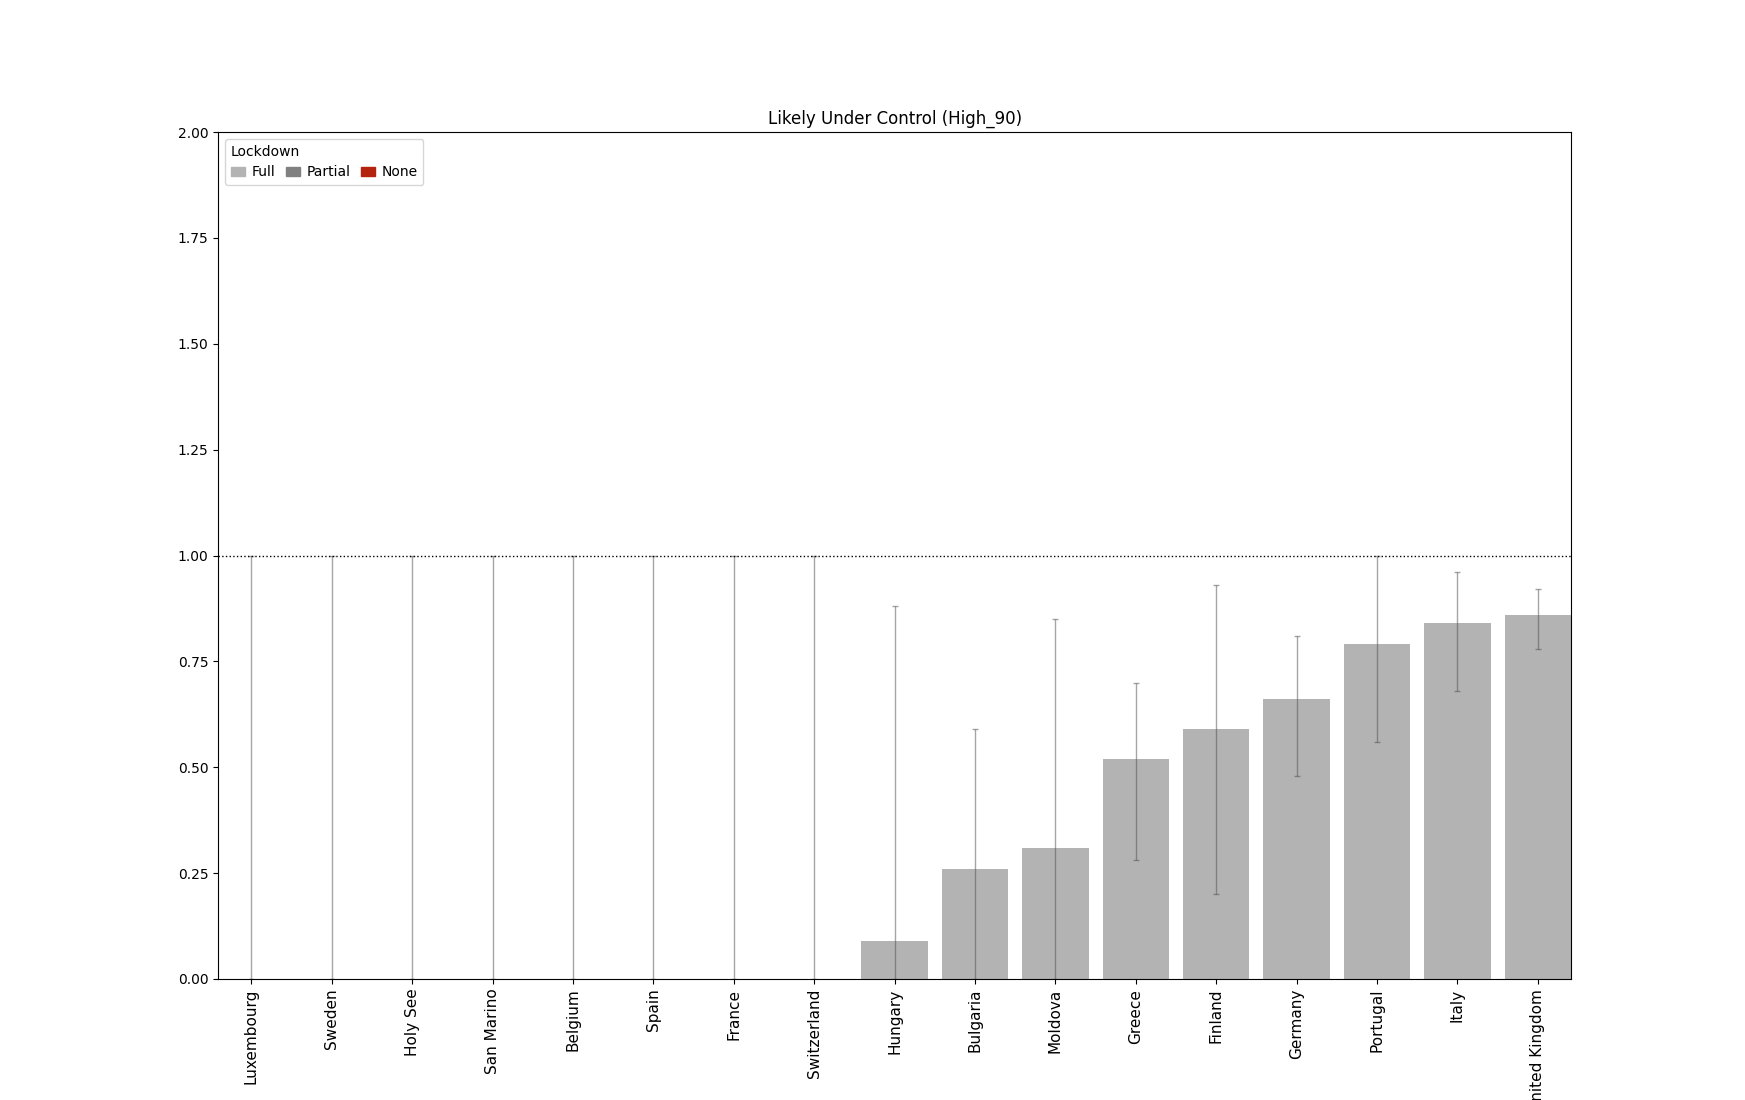 Likely Under Control (High_90)
Lockdown
Full Partial None
2.00
1.75
1.50
1.25
1.00
0.75
0.50
0.25
0.00
Luxembourg
Sweden
Holy See
San Marino
Belgium
Spain
France
Switzerland
Hungary
Bulgaria
Moldova
Greece
Finland
Germany
Portugal
Italy
nited Kingdom